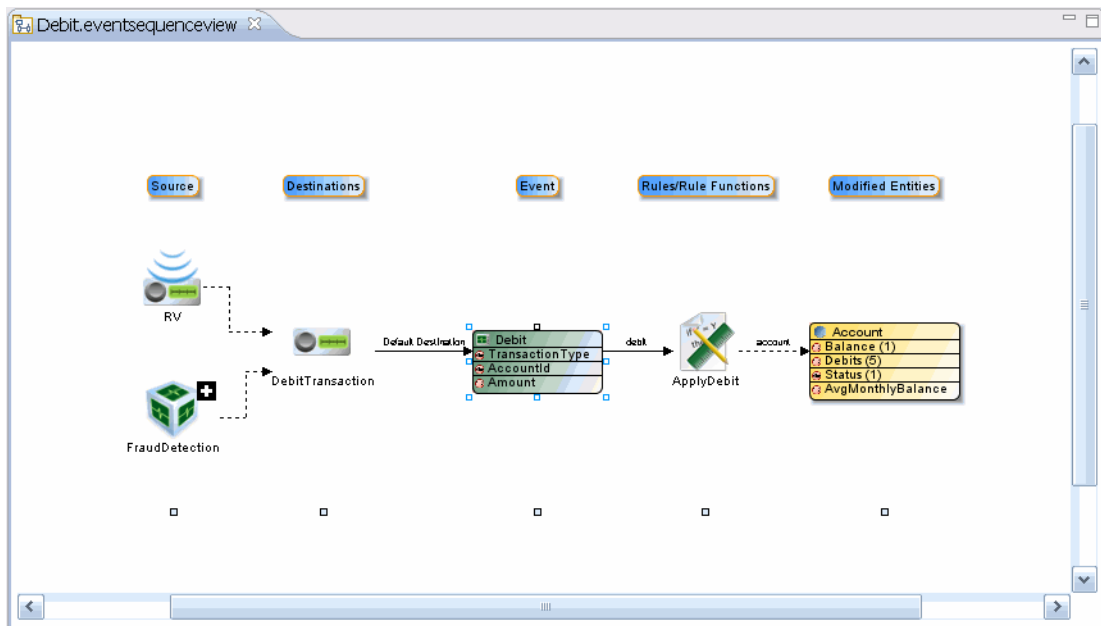 Debit.eventsequenceview
Source
Destinations
Event
Rules/Rule Functions
Modified Entities
RV
FraudDetection
DebitTransaction
Default Destination
Debit
TransactionType
AccountId
Amount
debit
ApplyDebit
account
Account
Balance (1)
Debits (5)
Status (1)
AvgMonthlyBalance